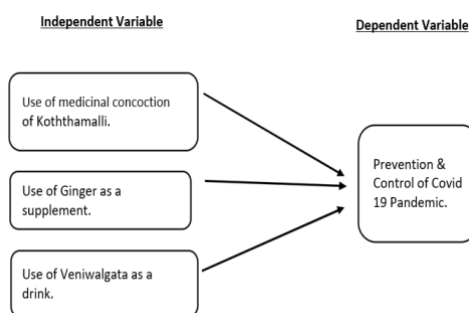 Independent Variable
Dependent Variable
Use of medicinal concoction
of Koththamalli.
Use of Ginger as a
supplement.
Use of Veniwalgata as a
drink.
Prevention &
Control of Covid
19 Pandemic.